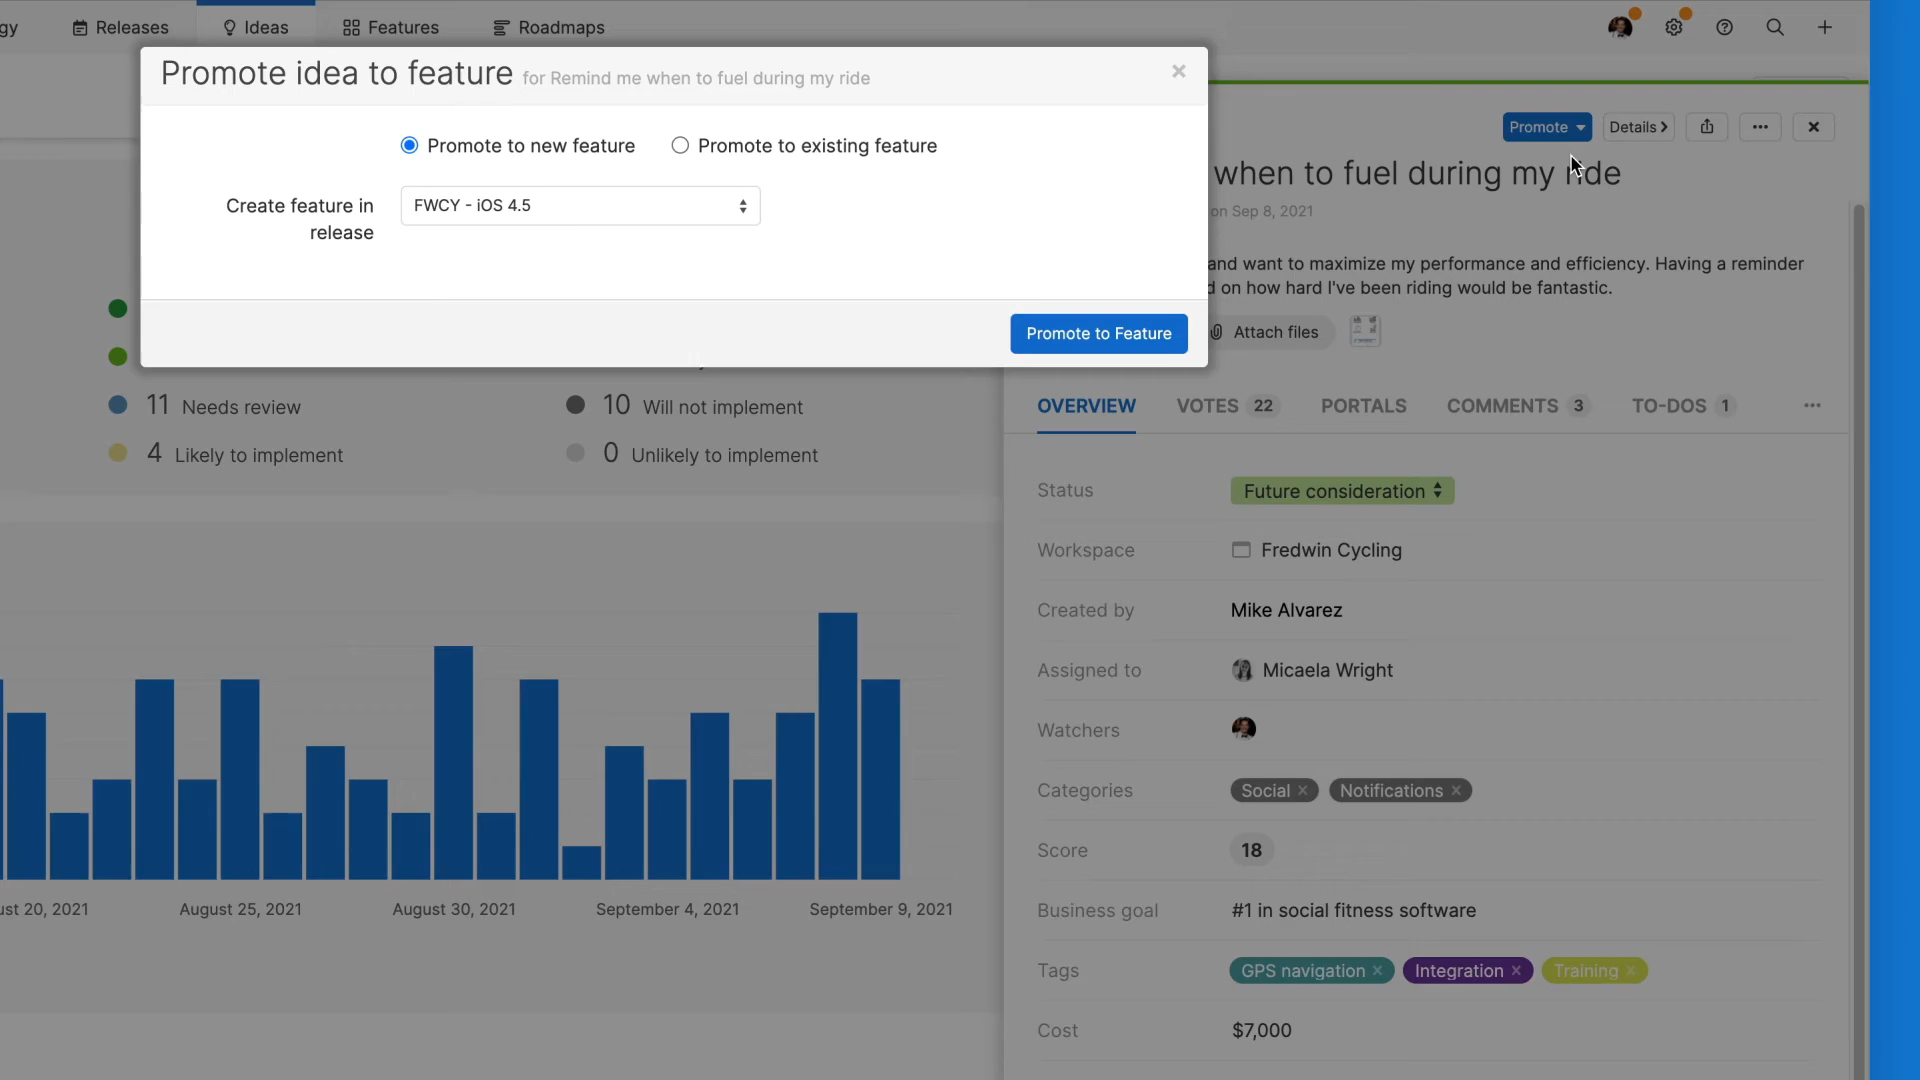 gy
Releases
Ideas
Features
Roadmaps
Promote idea to feature for Remind me when to fuel during my ride
Promote to new feature
Promote to existing feature
Create feature in
release
FWCY - iOS 4.5
Promote to Feature
11 Needs review
10 Will not implement
4 Likely to implement
0 Unlikely to implement
ust 20, 2021
August 25, 2021
August 30, 2021
September 4, 2021
September 9, 2021
Promote
Details
when to fuel during my ride
on Sep 8, 2021
and want to maximize my performance and efficiency. Having a reminder
d on how hard I've been riding would be fantastic.
Attach files
OVERVIEW
VOTES 22
PORTALS
COMMENTS 3
TO-DOS 1
Status
Future consideration
Workspace
Fredwin Cycling
Created by
Mike Alvarez
Assigned to
Micaela Wright
Watchers
Categories
Social
Notifications
Score
18
Business goal
#1 in social fitness software
Tags
GPS navigation
Integration
Training
Cost
$7,000